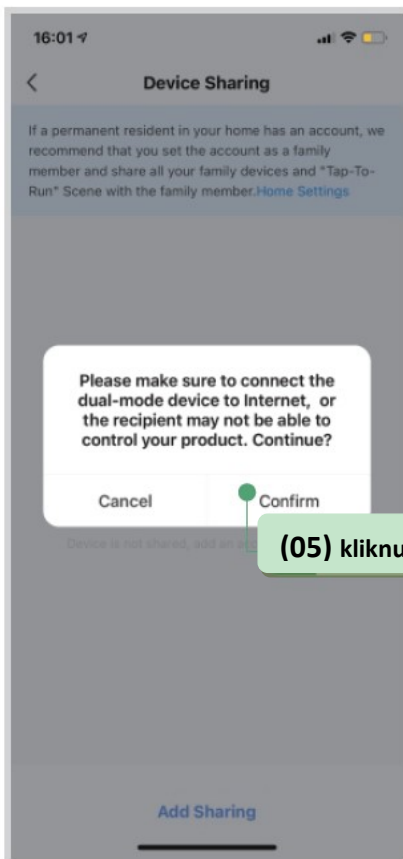 16:01
Device Sharing
If a permanent resident in your home has an account, we
recommend that you set the account as a family
member and share all your family devices and "Tap-To-
Run" Scene with the family member.Home Settings
Please make sure to connect the
dual-mode device to Internet, or
the recipient may not be able to
control your product. Continue?
Cancel
Confirm
Device is not shared, add an
(05) kliknu
Add Sharing